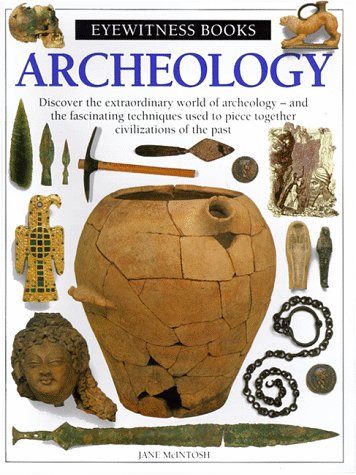 EYEWITNESS BOOKS
ARCHEOLOGY
Discover the extraordinary world of archeology – and
the fascinating techniques used to piece together
civilizations of the past
JANE McINTOSH